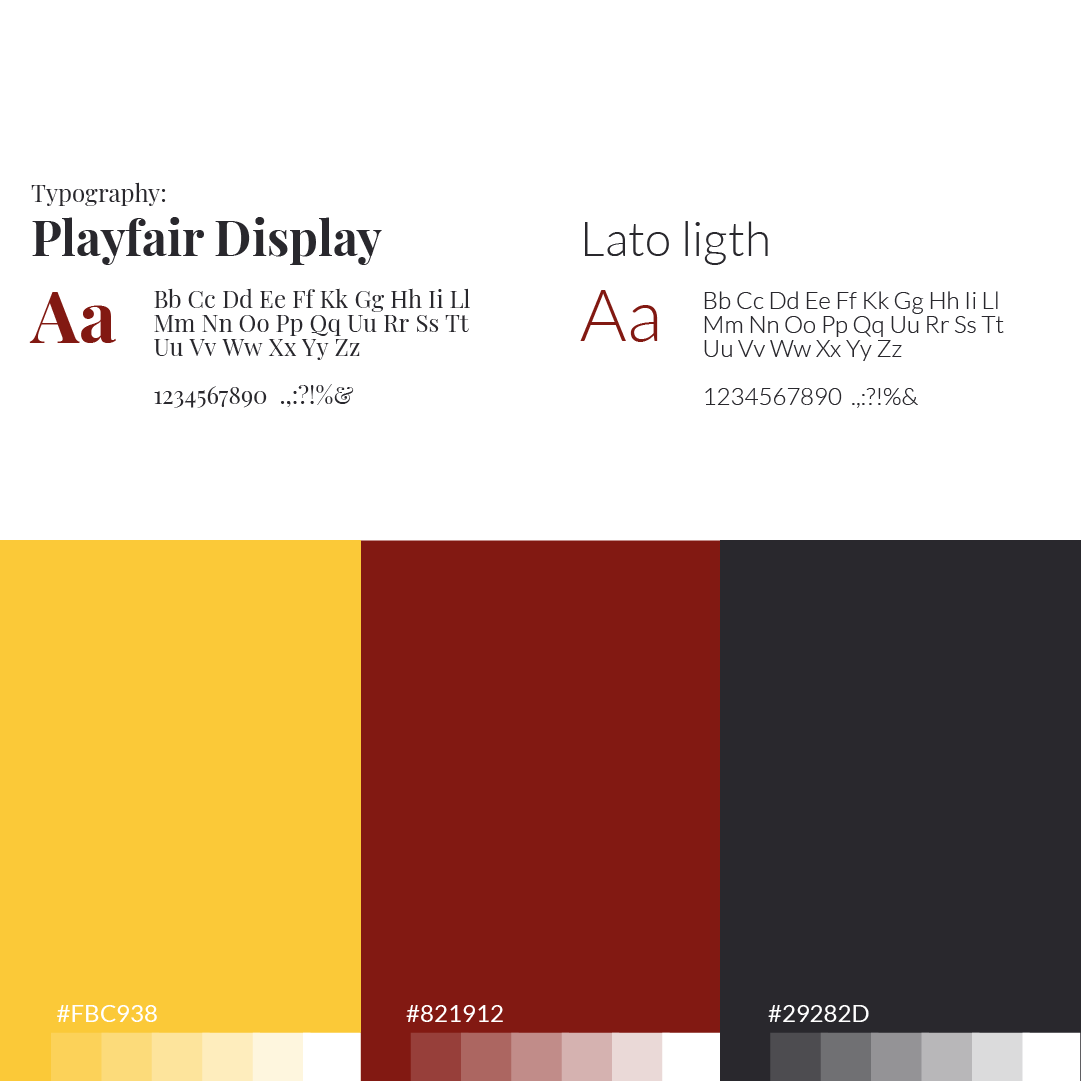 Typography:
Playfair Display
Aa
Bb Cc Dd Ee Ff Kk Gg Hh Ii Ll
Mm Nn Oo Pp Qq Uu Rr Ss Tt
Uu Vv Ww Xx Yy Zz
1234567890 .,:?!%&
Lato ligth
Aa
Bb Cc Dd Ee Ff Kk Gg Hh Ii Ll
Mm Nn Oo Pp Qq Uu Rr Ss Tt
Uu Vv Ww Xx Yy Zz
1234567890 .,:?!%&
#FBC938
#821912
#29282D